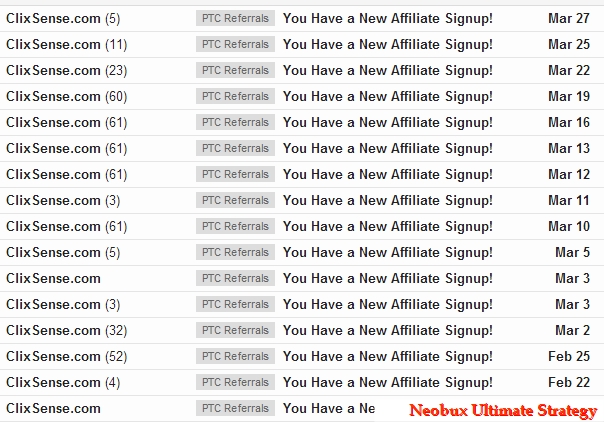 ClixSense.com (5) PTC Referrals You Have a New Affiliate Signup! Mar 27
ClixSense.com (11) PTC Referrals You Have a New Affiliate Signup! Mar 25
ClixSense.com (23) PTC Referrals You Have a New Affiliate Signup! Mar 22
ClixSense.com (60) PTC Referrals You Have a New Affiliate Signup! Mar 19
ClixSense.com (61) PTC Referrals You Have a New Affiliate Signup! Mar 16
ClixSense.com (61) PTC Referrals You Have a New Affiliate Signup! Mar 13
ClixSense.com (61) PTC Referrals You Have a New Affiliate Signup! Mar 12
ClixSense.com (3) PTC Referrals You Have a New Affiliate Signup! Mar 11
ClixSense.com (61) PTC Referrals You Have a New Affiliate Signup! Mar 10
ClixSense.com (5) PTC Referrals You Have a New Affiliate Signup! Mar 5
ClixSense.com PTC Referrals You Have a New Affiliate Signup! Mar 3
ClixSense.com (3) PTC Referrals You Have a New Affiliate Signup! Mar 3
ClixSense.com (32) PTC Referrals You Have a New Affiliate Signup! Mar 2
ClixSense.com (52) PTC Referrals You Have a New Affiliate Signup! Feb 25
ClixSense.com (4) PTC Referrals You Have a New Affiliate Signup! Feb 22
ClixSense.com PTC Referrals You Have a Ne Neobux Ultimate Strategy